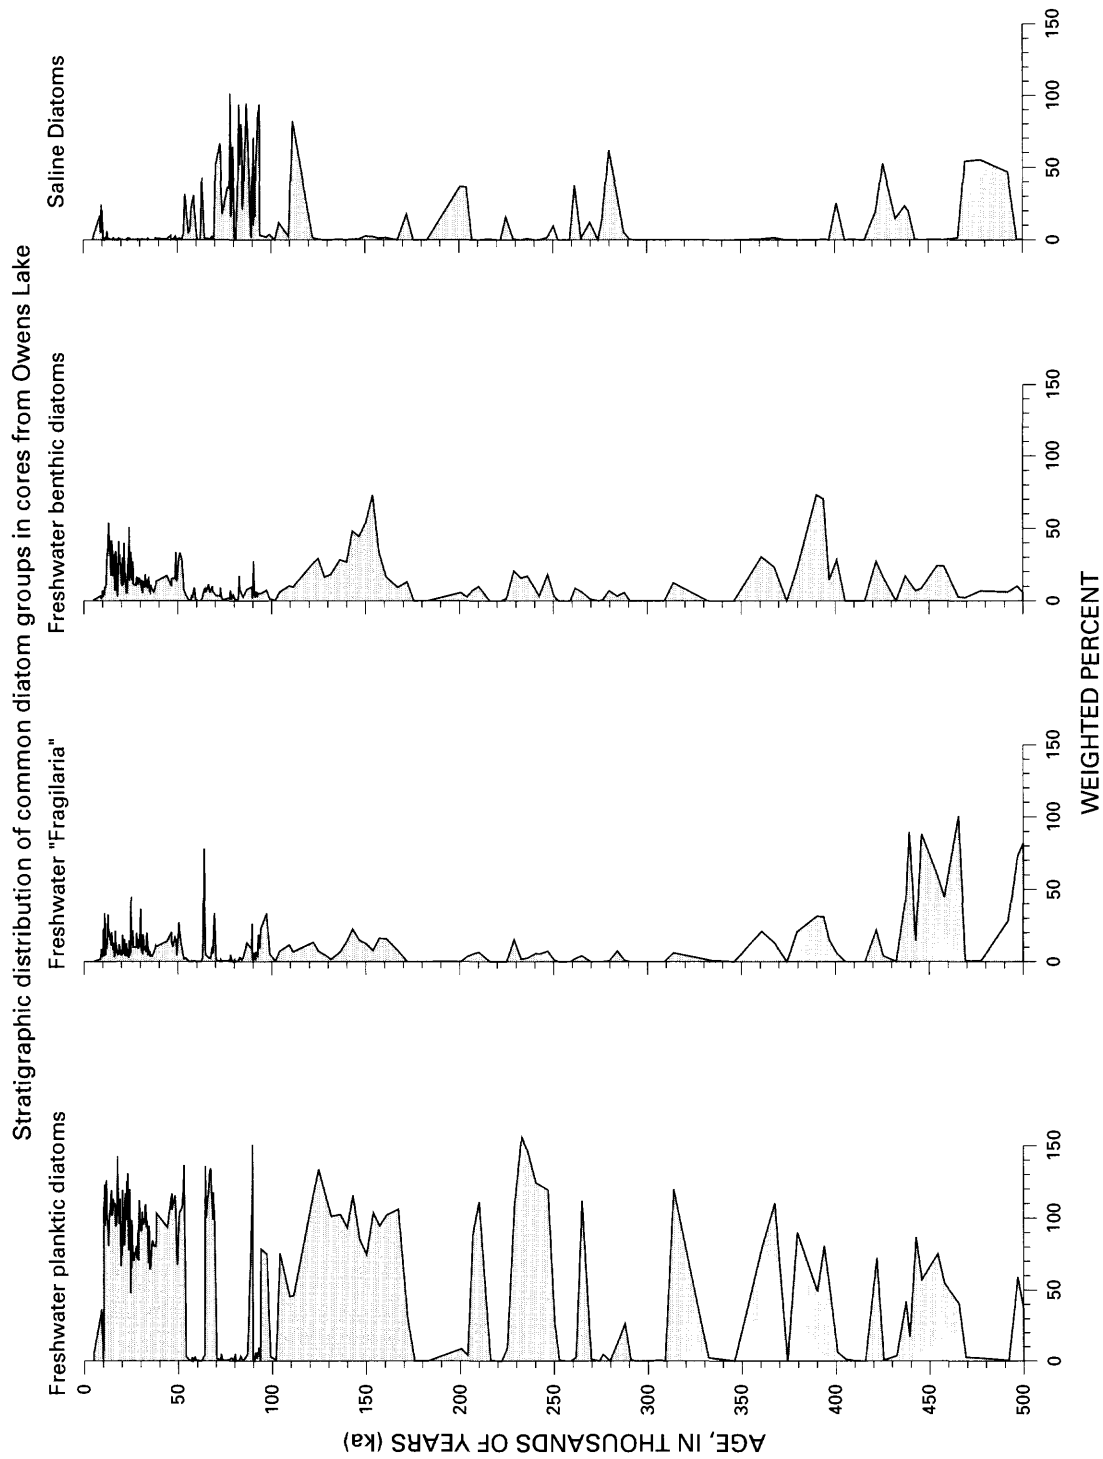 Stratigraphic distribution of common diatom groups in cores from Owens Lake
Freshwater planktic diatoms
Freshwater "Fragilaria"
Freshwater benthic diatoms
Saline Diatoms
AGE, IN THOUSANDS OF YEARS (ka)
0
50
100
150
200
250
300
350
400
450
500
0 50 100 150
0 50 100 150
0 50 100 150
0 50 100 150
WEIGHTED PERCENT